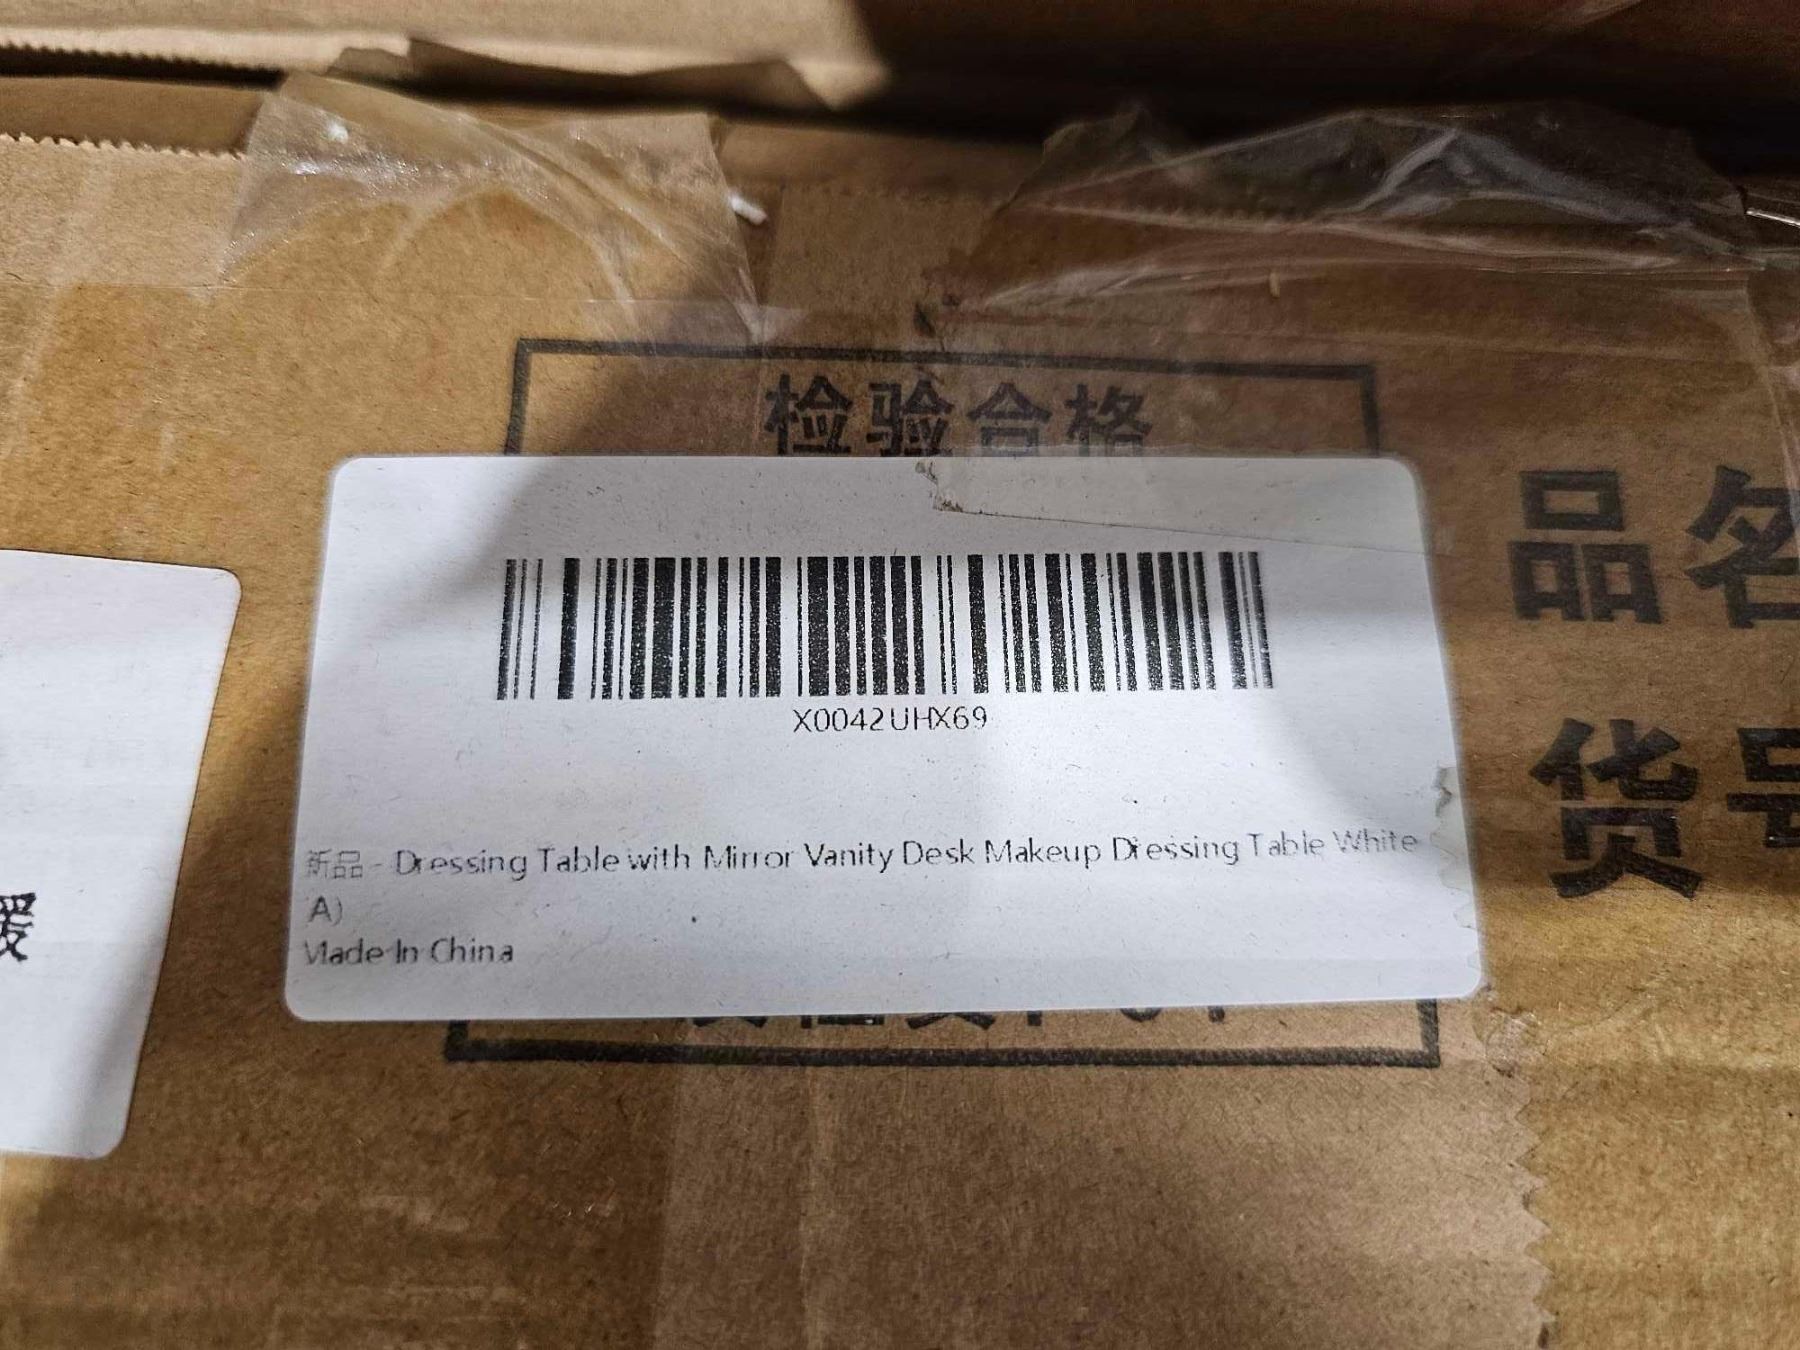 检验合格
品名
货号
X0042UHX69
新品 - Dressing Table with Mirror Vanity Desk Makeup Dressing Table White
A)
Made In China